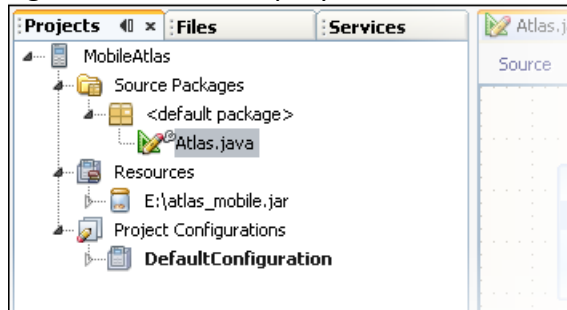 Projects Files Services
Atlas.j
Source
MobileAtlas
Source Packages
<default package>
Atlas.java
Resources
E:\atlas_mobile.jar
Project Configurations
DefaultConfiguration